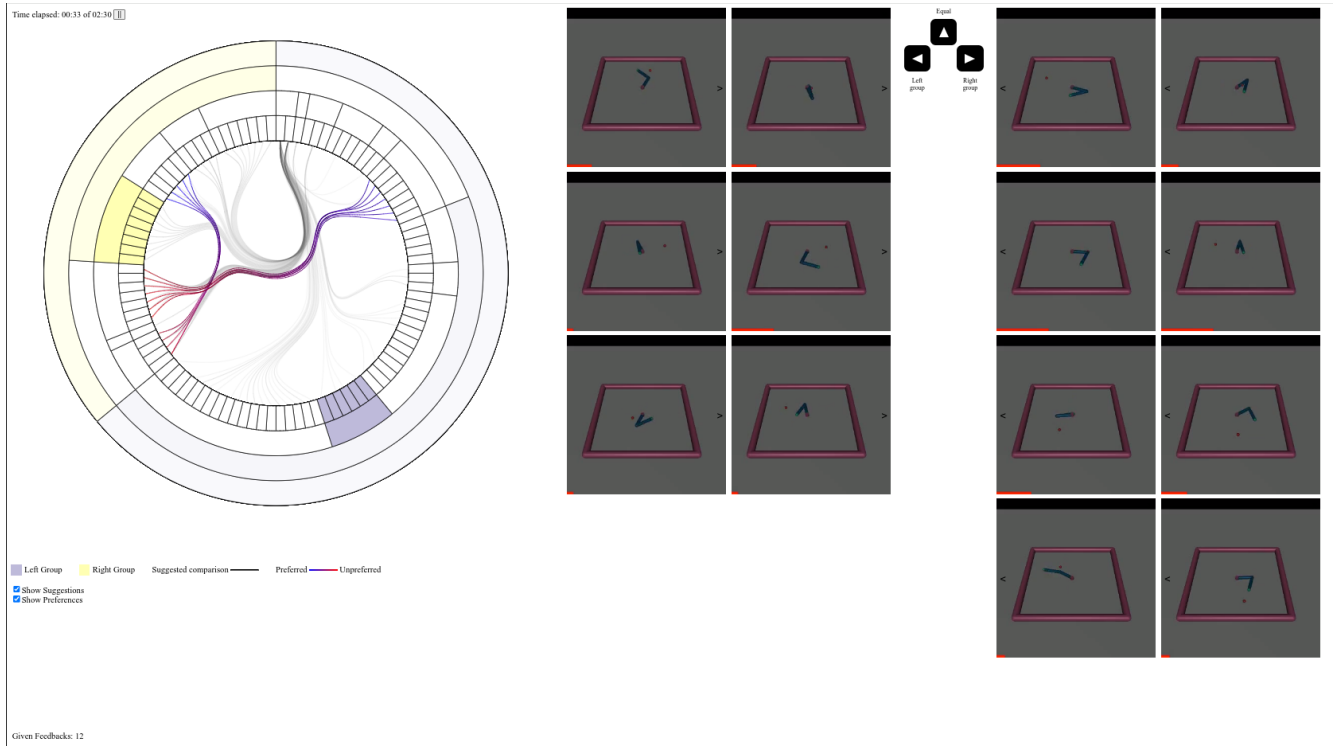 Time elapsed: 00:33 of 02:30
Equal
Left group
Right group
> >
< <
> >
< <
> >
< <
< <
Left Group Right Group Suggested comparison Preferred Unpreferred
Show Suggestions
Show Preferences
Given Feedbacks: 12